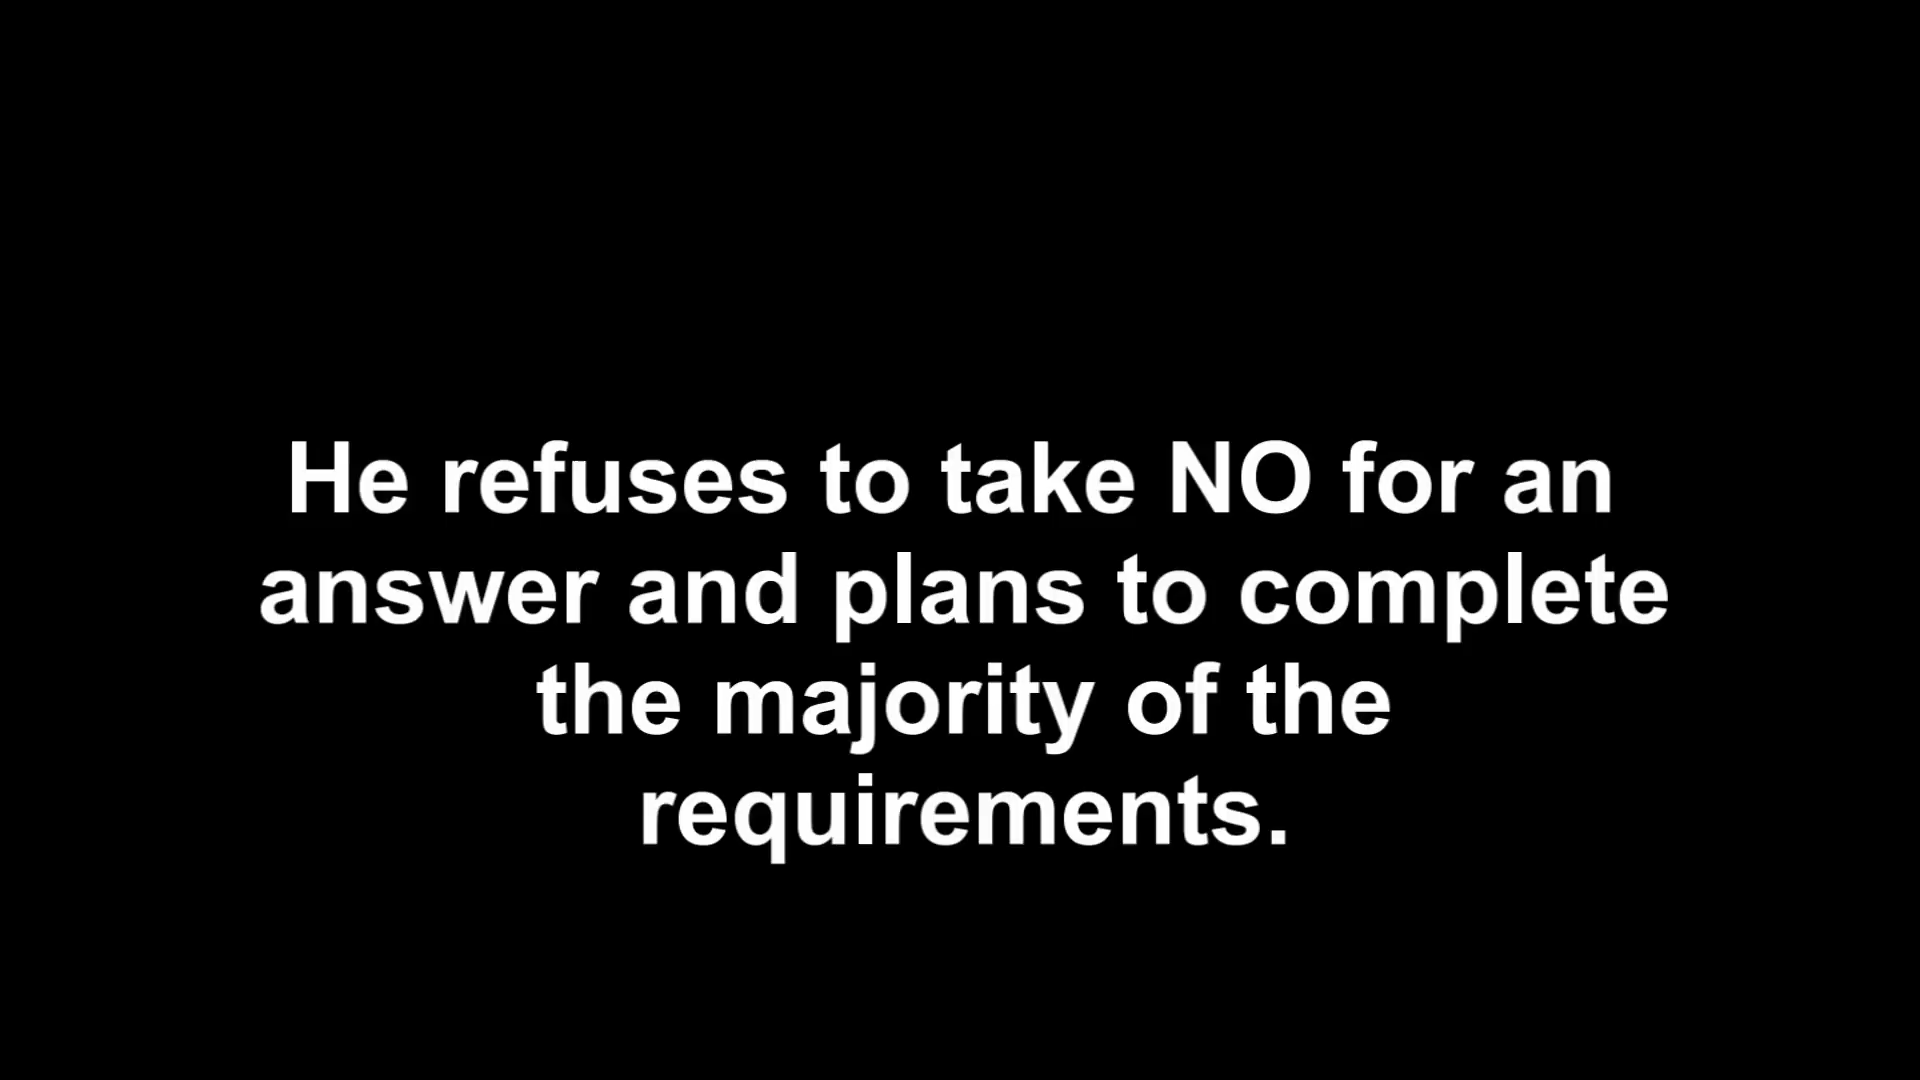 He refuses to take NO for an
answer and plans to complete
the majority of the
requirements.